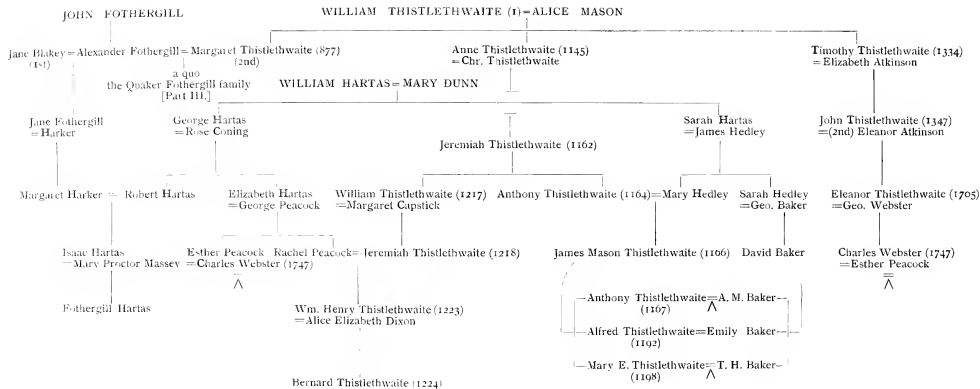 JOHN FOTHERGILL
WILLIAM THISTLETHWAITE (1) = ALICE MASON
Jane Blakey = Alexander Fothergill = Margaret Thistlethwaite (877)
(1st)
(2nd)
a quo
the Quaker Fothergill family
[Part III.]
Anne Thistlethwaite (1145)
= Chr. Thistlethwaite
Timothy Thistlethwaite (1334)
= Elizabeth Atkinson
WILLIAM HARTAS = MARY DUNN
Jane Fothergill
= Harker
George Hartas
= Rose Coning
Sarah Hartas
= James Hedley
John Thistlethwaite (1347)
= (2nd) Eleanor Atkinson
Jeremiah Thistlethwaite (1162)
Margaret Harker = Robert Hartas
Elizabeth Hartas
= George Peacock
William Thistlethwaite (1217)
= Margaret Capstick
Anthony Thistlethwaite (1164) = Mary Hedley
Sarah Hedley
= Geo. Baker
Eleanor Thistlethwaite (1705)
= Geo. Webster
Isaac Hartas
= Mary Proctor Massey
Esther Peacock
= Charles Webster (1747)
Rachel Peacock = Jeremiah Thistlethwaite (1218)
James Mason Thistlethwaite (1166)
David Baker
Charles Webster (1747)
= Esther Peacock
Fothergill Hartas
Wm. Henry Thistlethwaite (1223)
= Alice Elizabeth Dixon
Anthony Thistlethwaite = A. M. Baker
(1167)
Alfred Thistlethwaite = Emily Baker
(1192)
Mary E. Thistlethwaite = T. H. Baker
(1198)
Bernard Thistlethwaite (1224)